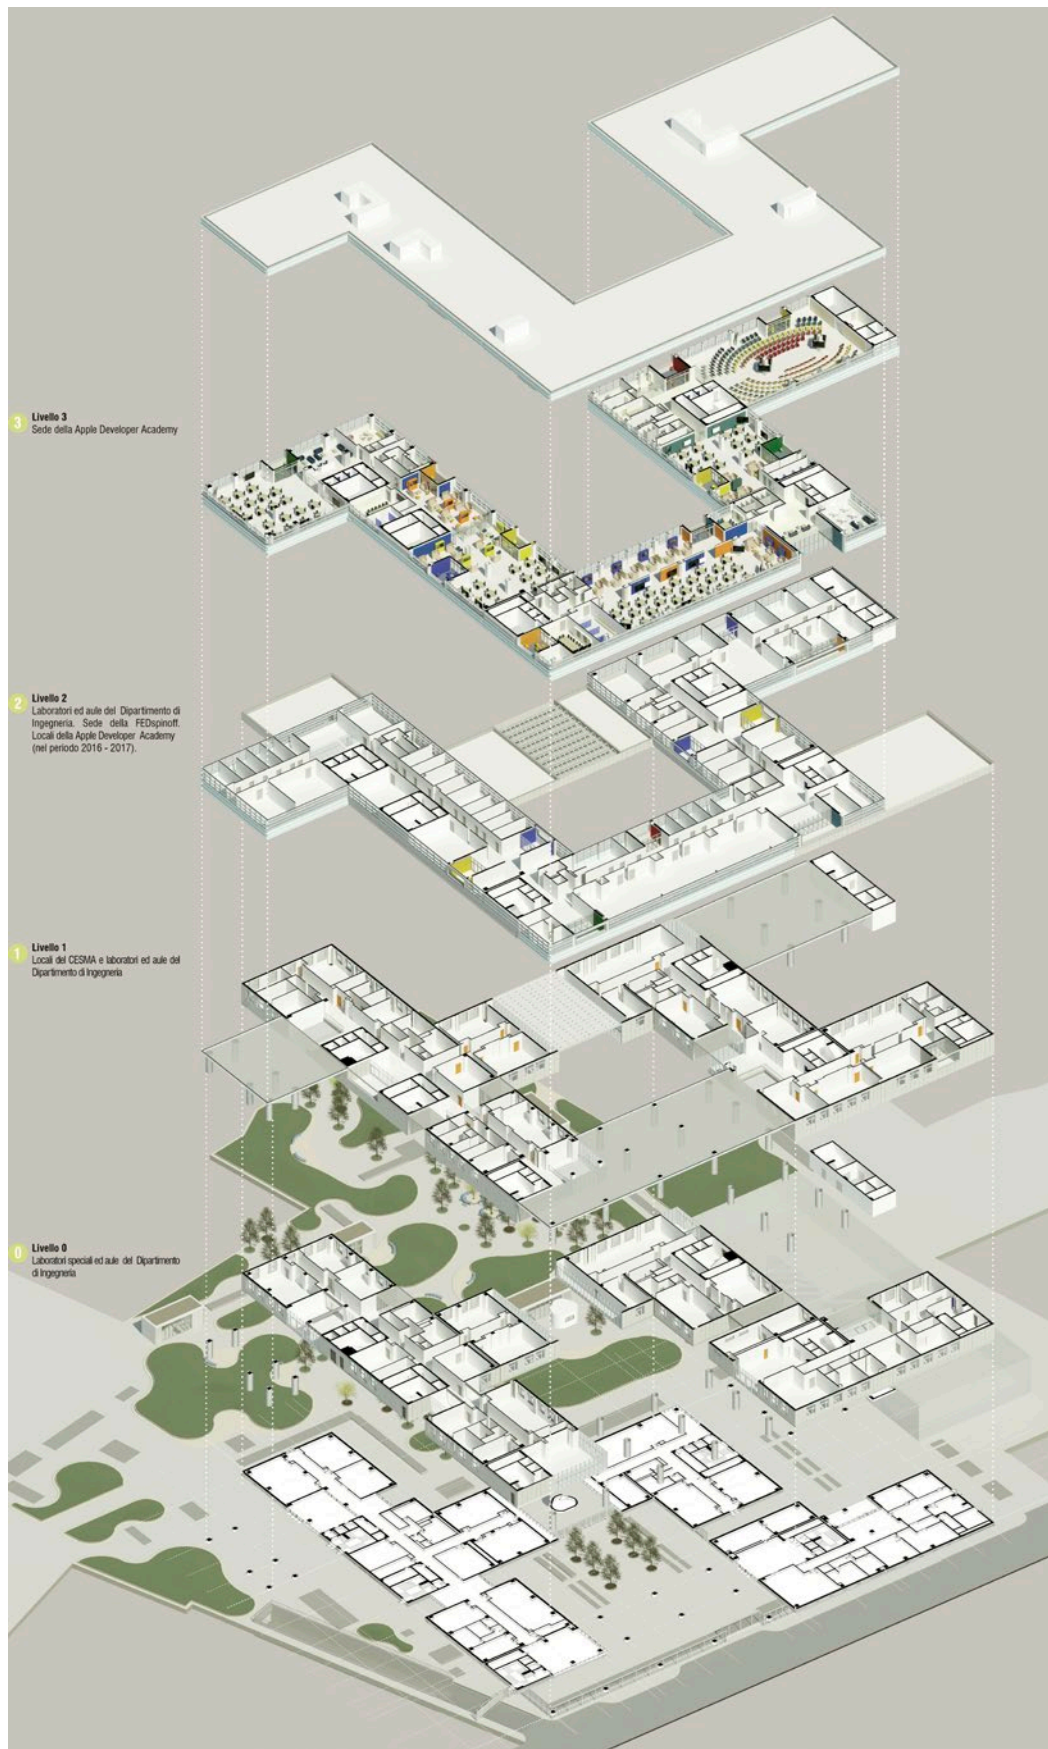 3
Livello 3
Sede della Apple Developer Academy
2
Livello 2
Laboratori ed aule del Dipartimento di
Ingegneria. Sede della FEDspinoff.
Locali della Apple Developer Academy
(nel periodo 2016 - 2017).
1
Livello 1
Locali del CESMA e laboratori ed aule del
Dipartimento di Ingegneria
0
Livello 0
Laboratori speciali ed aule del Dipartimento
di Ingegneria